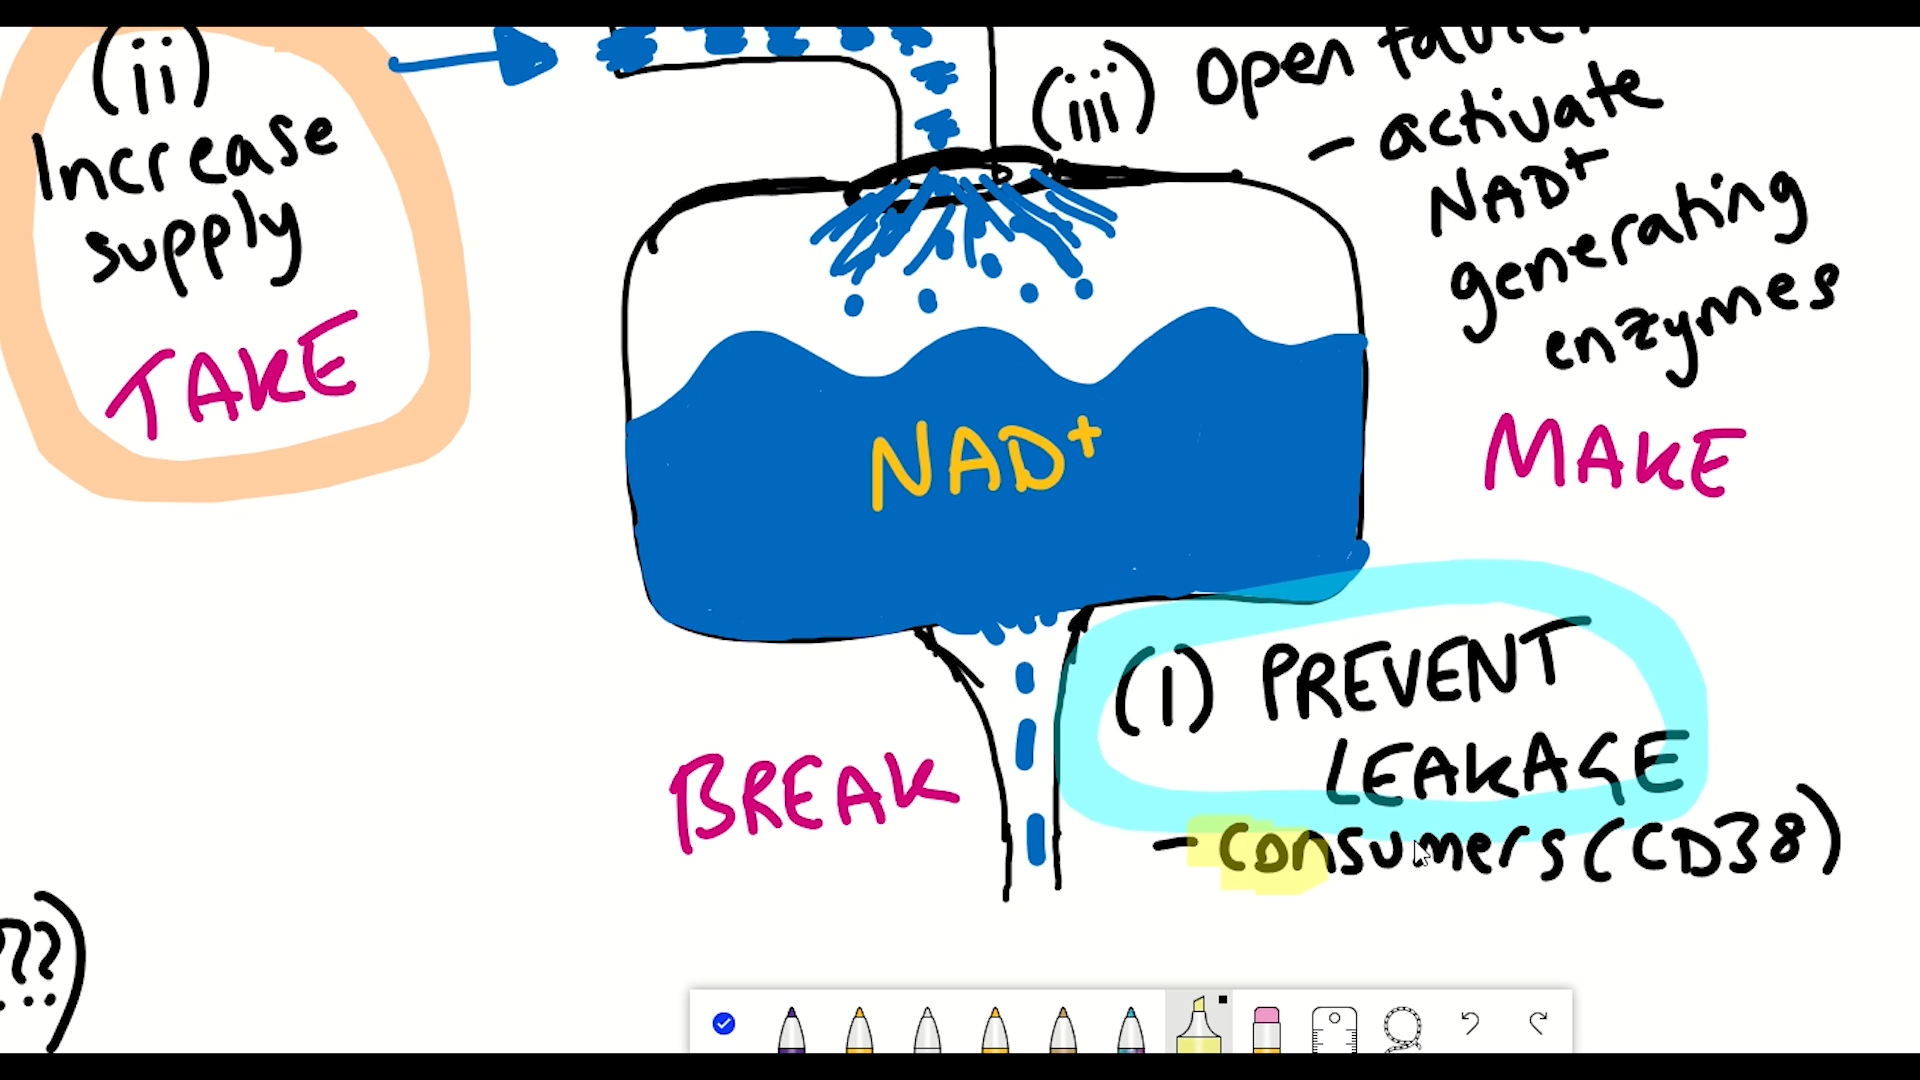 (ii)
Increase
supply
TAKE
(iii) Open
- activate
NAD+
generating
enzymes
MAKE
NAD+
BREAK
(1) PREVENT
LEAKAGE
- consumers (CD38)
??)